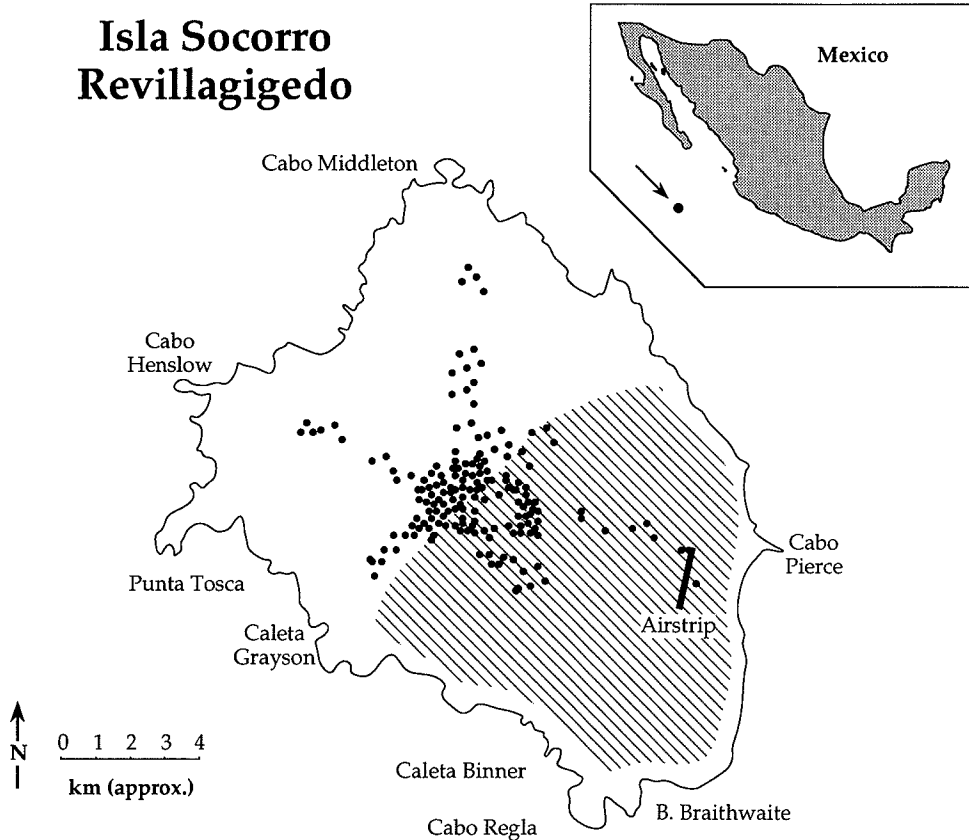 Isla Socorro
Revillagigedo
Mexico
Cabo Middleton
Cabo
Henslow
Cabo
Pierce
Punta Tosca
Airstrip
Caleta
Grayson
N
0 1 2 3 4
km (approx.)
Caleta Binner
B. Braithwaite
Cabo Regla